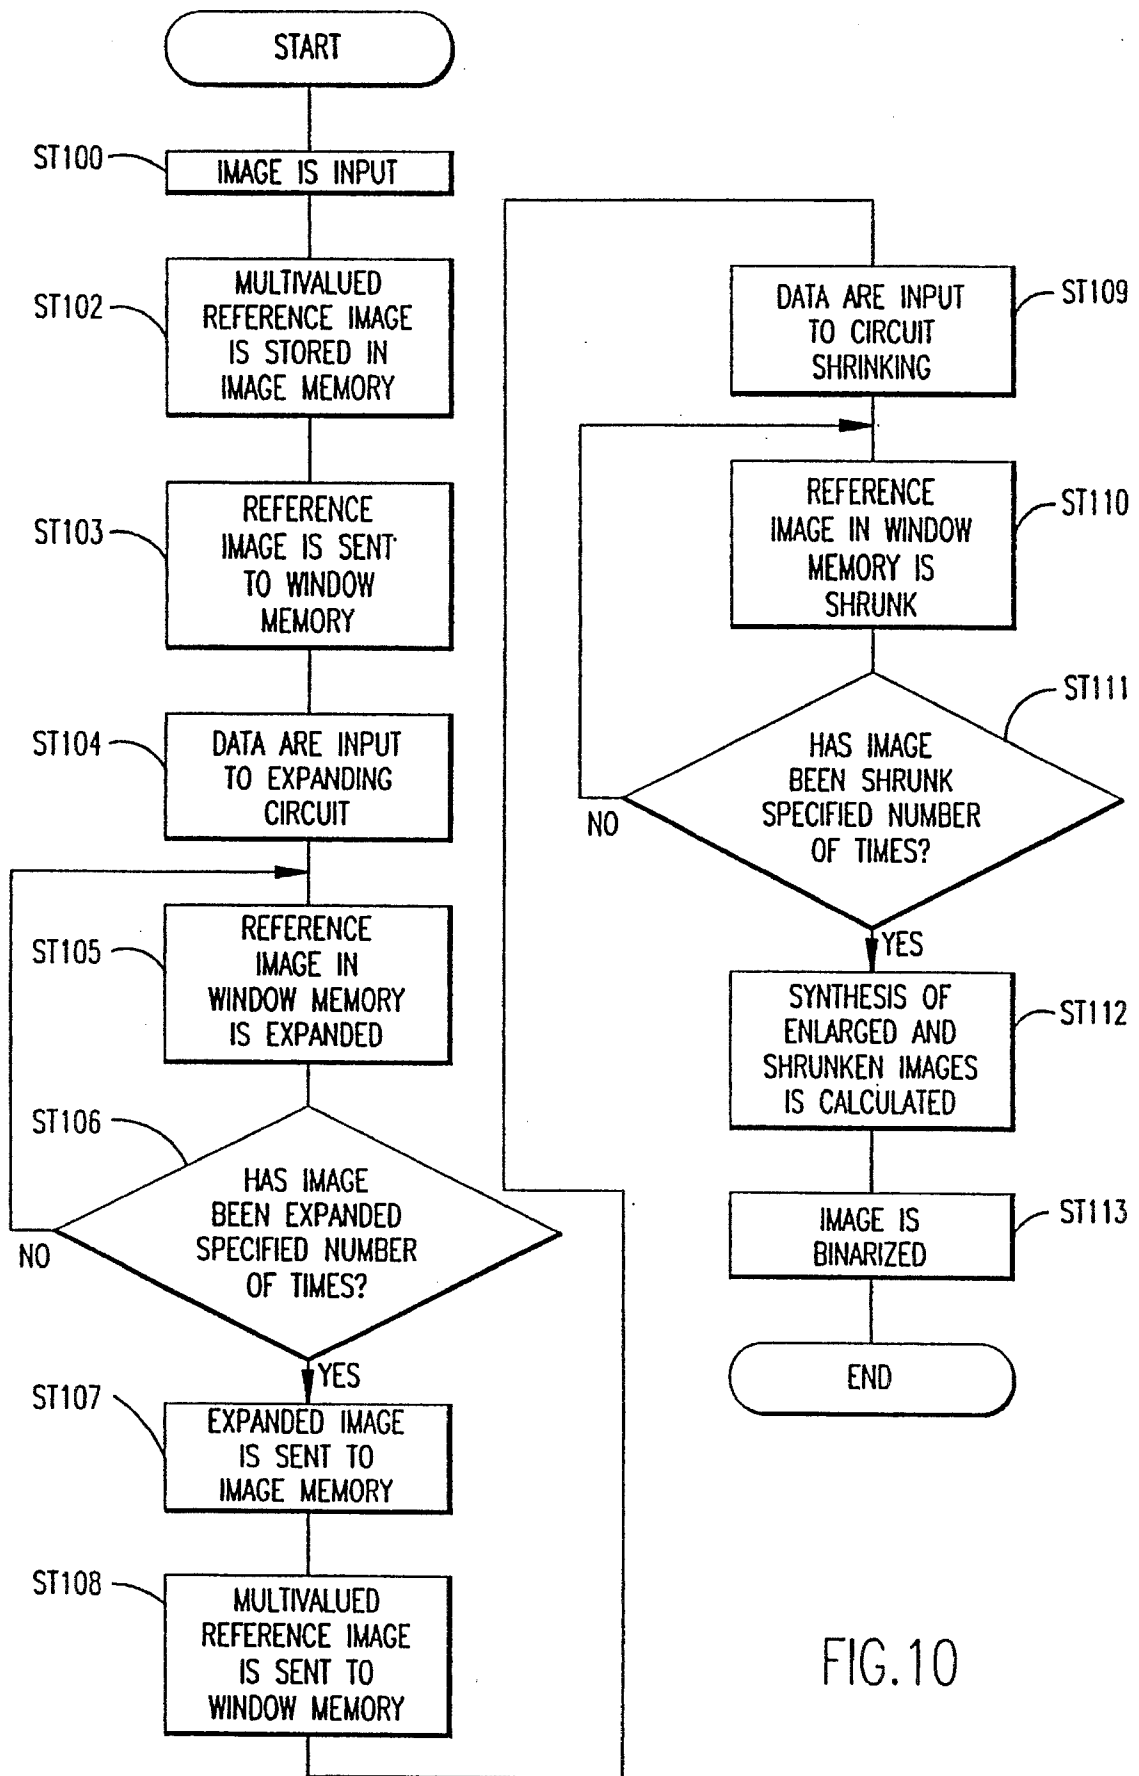 START
ST100
IMAGE IS INPUT
ST102
MULTIVALUED
REFERENCE IMAGE
IS STORED IN
IMAGE MEMORY
ST103
REFERENCE
IMAGE IS SENT
TO WINDOW
MEMORY
ST104
DATA ARE INPUT
TO EXPANDING
CIRCUIT
ST105
REFERENCE
IMAGE IN
WINDOW MEMORY
IS EXPANDED
ST106
HAS IMAGE
BEEN EXPANDED
SPECIFIED NUMBER
OF TIMES?
NO
YES
ST107
EXPANDED IMAGE
IS SENT TO
IMAGE MEMORY
ST108
MULTIVALUED
REFERENCE IMAGE
IS SENT TO
WINDOW MEMORY
ST109
DATA ARE INPUT
TO CIRCUIT
SHRINKING
ST110
REFERENCE
IMAGE IN WINDOW
MEMORY IS
SHRUNK
ST111
HAS IMAGE
BEEN SHRUNK
SPECIFIED NUMBER
OF TIMES?
NO
YES
ST112
SYNTHESIS OF
ENLARGED AND
SHRUNKEN IMAGES
IS CALCULATED
ST113
IMAGE IS
BINARIZED
END
FIG.10